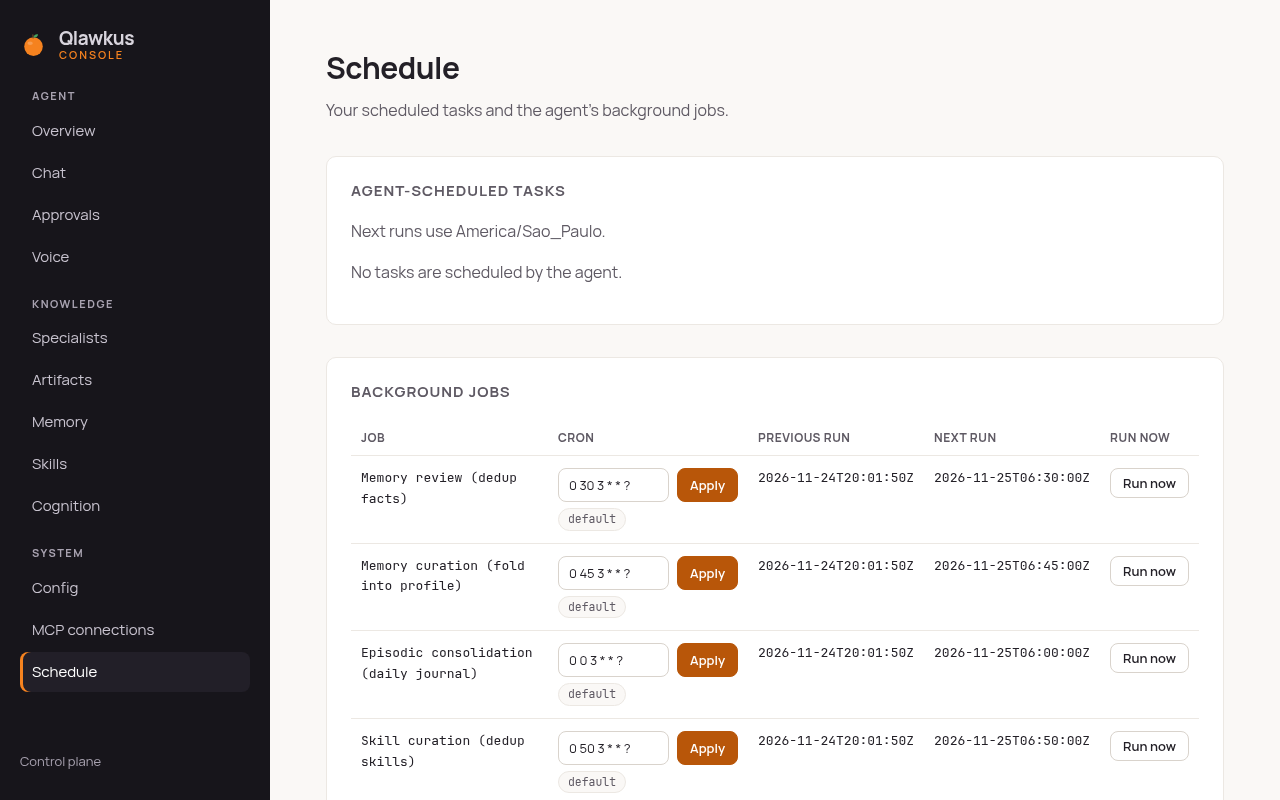 Qlawkus
CONSOLE
AGENT
Overview
Chat
Approvals
Voice
KNOWLEDGE
Specialists
Artifacts
Memory
Skills
Cognition
SYSTEM
Config
MCP connections
Schedule
Control plane
Schedule
Your scheduled tasks and the agent's background jobs.
AGENT-SCHEDULED TASKS
Next runs use America/Sao_Paulo.
No tasks are scheduled by the agent.
BACKGROUND JOBS
JOB CRON PREVIOUS RUN NEXT RUN RUN NOW
Memory review (dedup facts) 0 30 3 * * ? Apply default 2026-11-24T20:01:50Z 2026-11-25T06:30:00Z Run now
Memory curation (fold into profile) 0 45 3 * * ? Apply default 2026-11-24T20:01:50Z 2026-11-25T06:45:00Z Run now
Episodic consolidation (daily journal) 0 0 3 * * ? Apply default 2026-11-24T20:01:50Z 2026-11-25T06:00:00Z Run now
Skill curation (dedup skills) 0 50 3 * * ? Apply default 2026-11-24T20:01:50Z 2026-11-25T06:50:00Z Run now